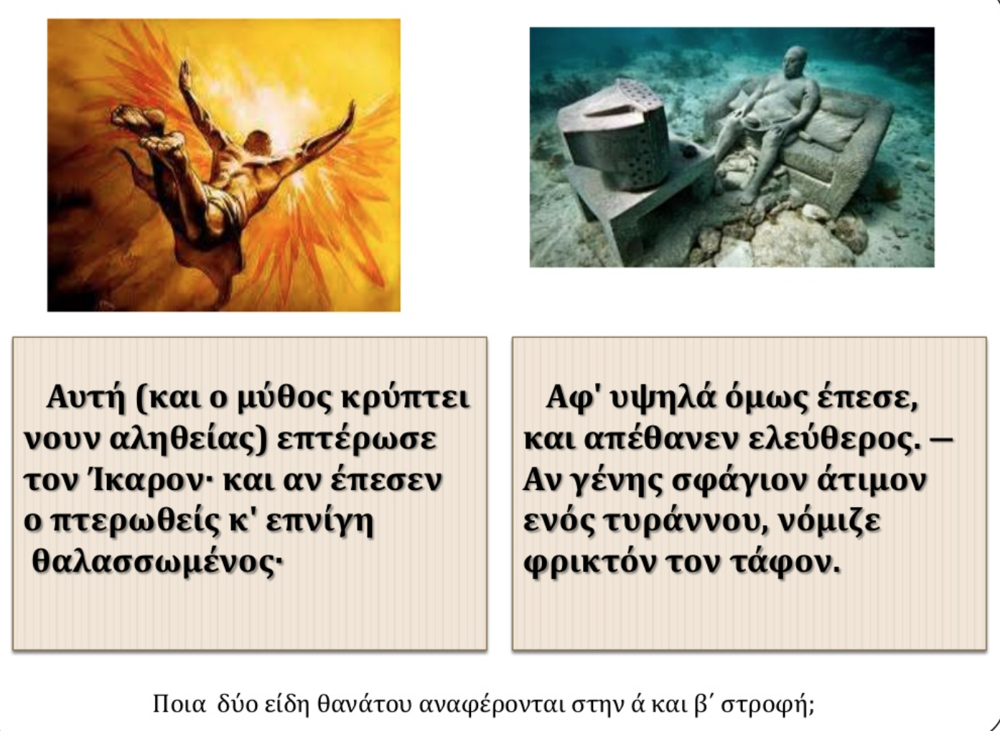 Αυτή (και ο μύθος κρύπτει
νουν αληθείας) επτέρωσε
τον Ίκαρον· και αν έπεσεν
ο πτερωθείς κ' επνίγη
θαλασσωμένος·
Αφ' υψηλά όμως έπεσε,
και απέθανεν ελεύθερος. —
Αν γένης σφάγιον άτιμον
ενός τυράννου, νόμιζε
φρικτόν τον τάφον.
Ποια δύο είδη θανάτου αναφέρονται στην ά και β΄ στροφή;